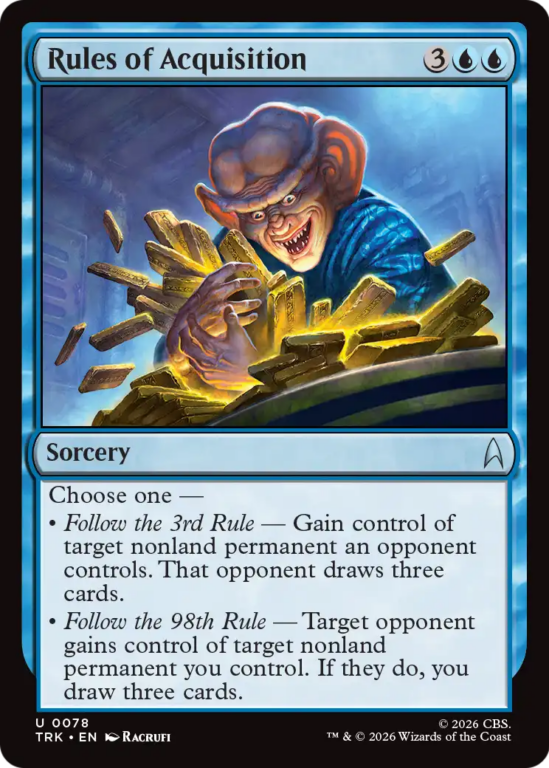 Rules of Acquisition 3
Sorcery
Choose one —
• Follow the 3rd Rule — Gain control of
target nonland permanent an opponent
controls. That opponent draws three
cards.
• Follow the 98th Rule — Target opponent
gains control of target nonland
permanent you control. If they do, you
draw three cards.
U 0078
TRK • EN Racrufi
© 2026 CBS.
™ & © 2026 Wizards of the Coast